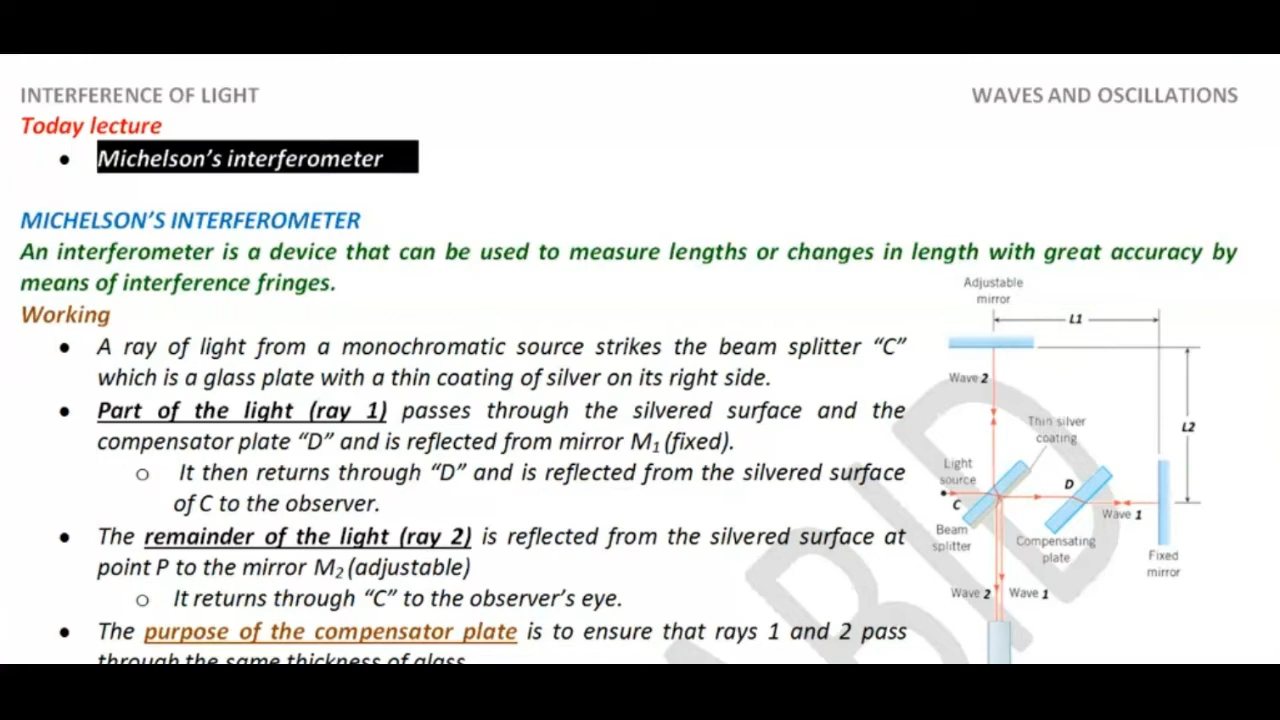 INTERFERENCE OF LIGHT
WAVES AND OSCILLATIONS
Today lecture
• Michelson's interferometer
MICHELSON'S INTERFEROMETER
An interferometer is a device that can be used to measure lengths or changes in length with great accuracy by
means of interference fringes.
Working
• A ray of light from a monochromatic source strikes the beam splitter "C"
which is a glass plate with a thin coating of silver on its right side.
• Part of the light (ray 1) passes through the silvered surface and the
compensator plate "D" and is reflected from mirror M1 (fixed).
o It then returns through "D" and is reflected from the silvered surface
of C to the observer.
• The remainder of the light (ray 2) is reflected from the silvered surface at
point P to the mirror M2 (adjustable)
o It returns through "C" to the observer's eye.
• The purpose of the compensator plate is to ensure that rays 1 and 2 pass
through the same thickness of glass
Adjustable
mirror
L1
Wave 2
Thin silver
coating
L2
Light
source
D
C
Wave 1
Beam
splitter
Compensating
plate
Fixed
mirror
Wave 2
Wave 1